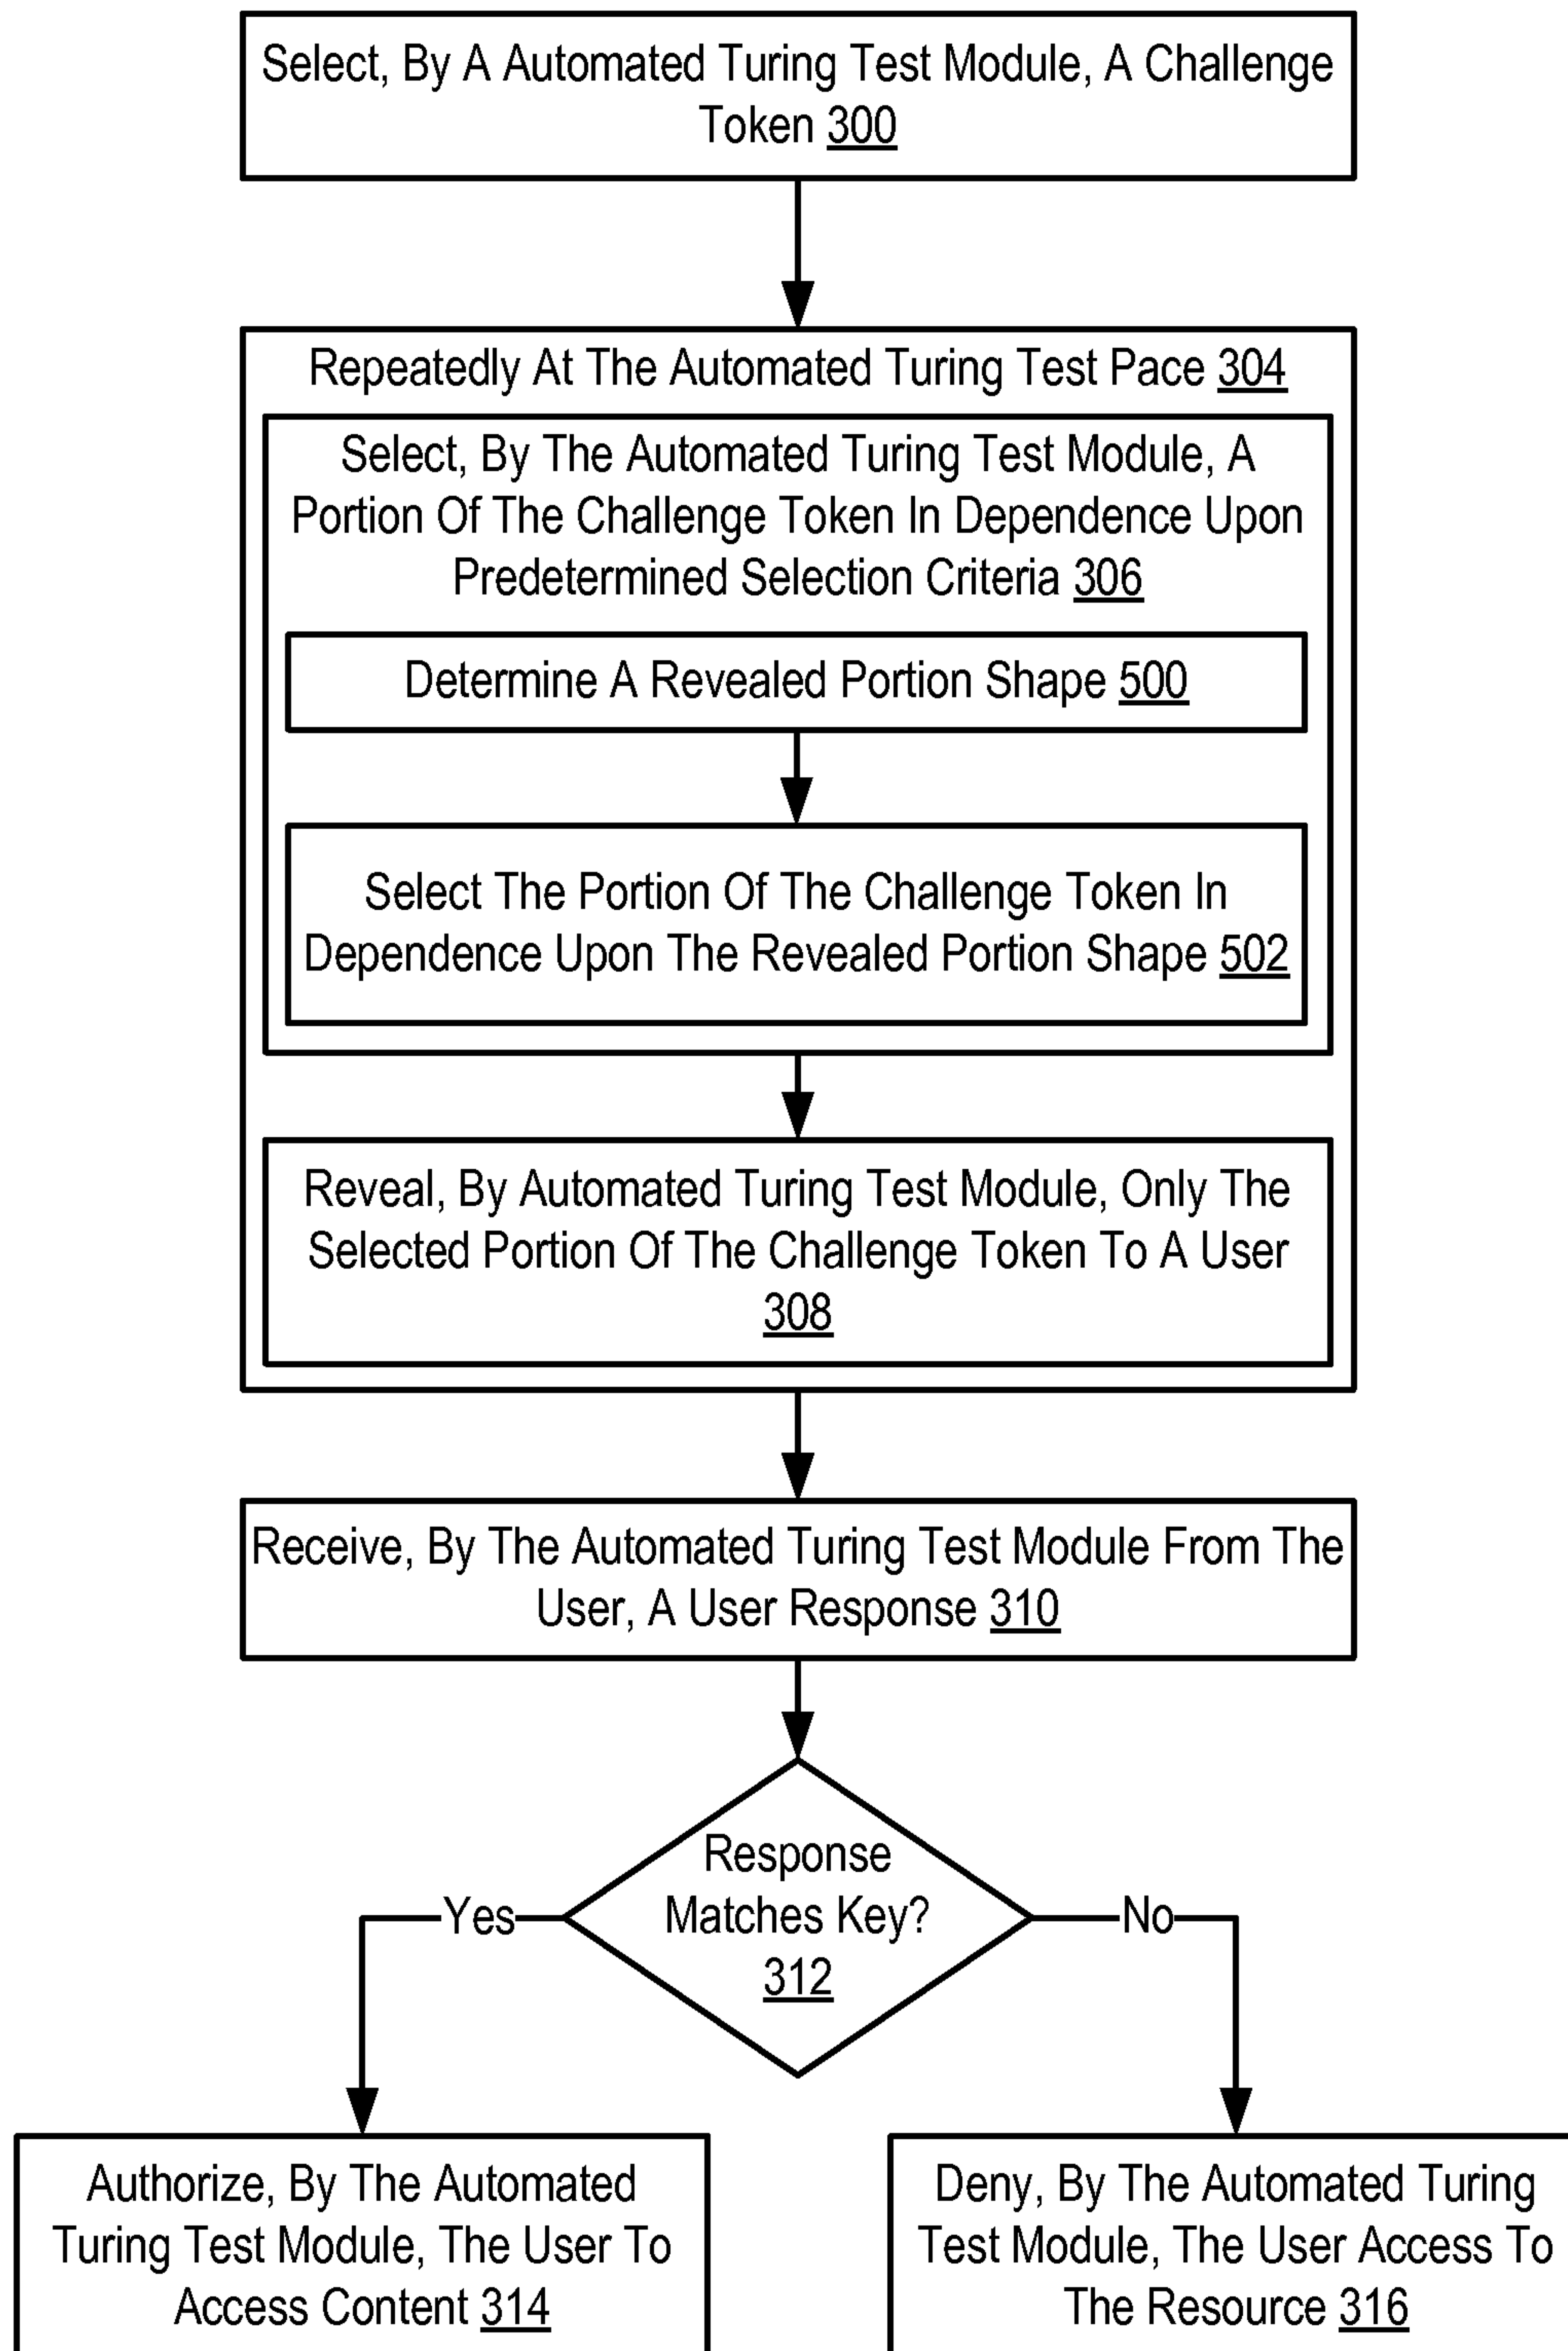 Select, By A Automated Turing Test Module, A Challenge
Token 300
Repeatedly At The Automated Turing Test Pace 304
Select, By The Automated Turing Test Module, A
Portion Of The Challenge Token In Dependence Upon
Predetermined Selection Criteria 306
Determine A Revealed Portion Shape 500
Select The Portion Of The Challenge Token In
Dependence Upon The Revealed Portion Shape 502
Reveal, By Automated Turing Test Module, Only The
Selected Portion Of The Challenge Token To A User
308
Receive, By The Automated Turing Test Module From The
User, A User Response 310
Response
Matches Key?
312
Yes
No
Authorize, By The Automated
Turing Test Module, The User To
Access Content 314
Deny, By The Automated Turing
Test Module, The User Access To
The Resource 316